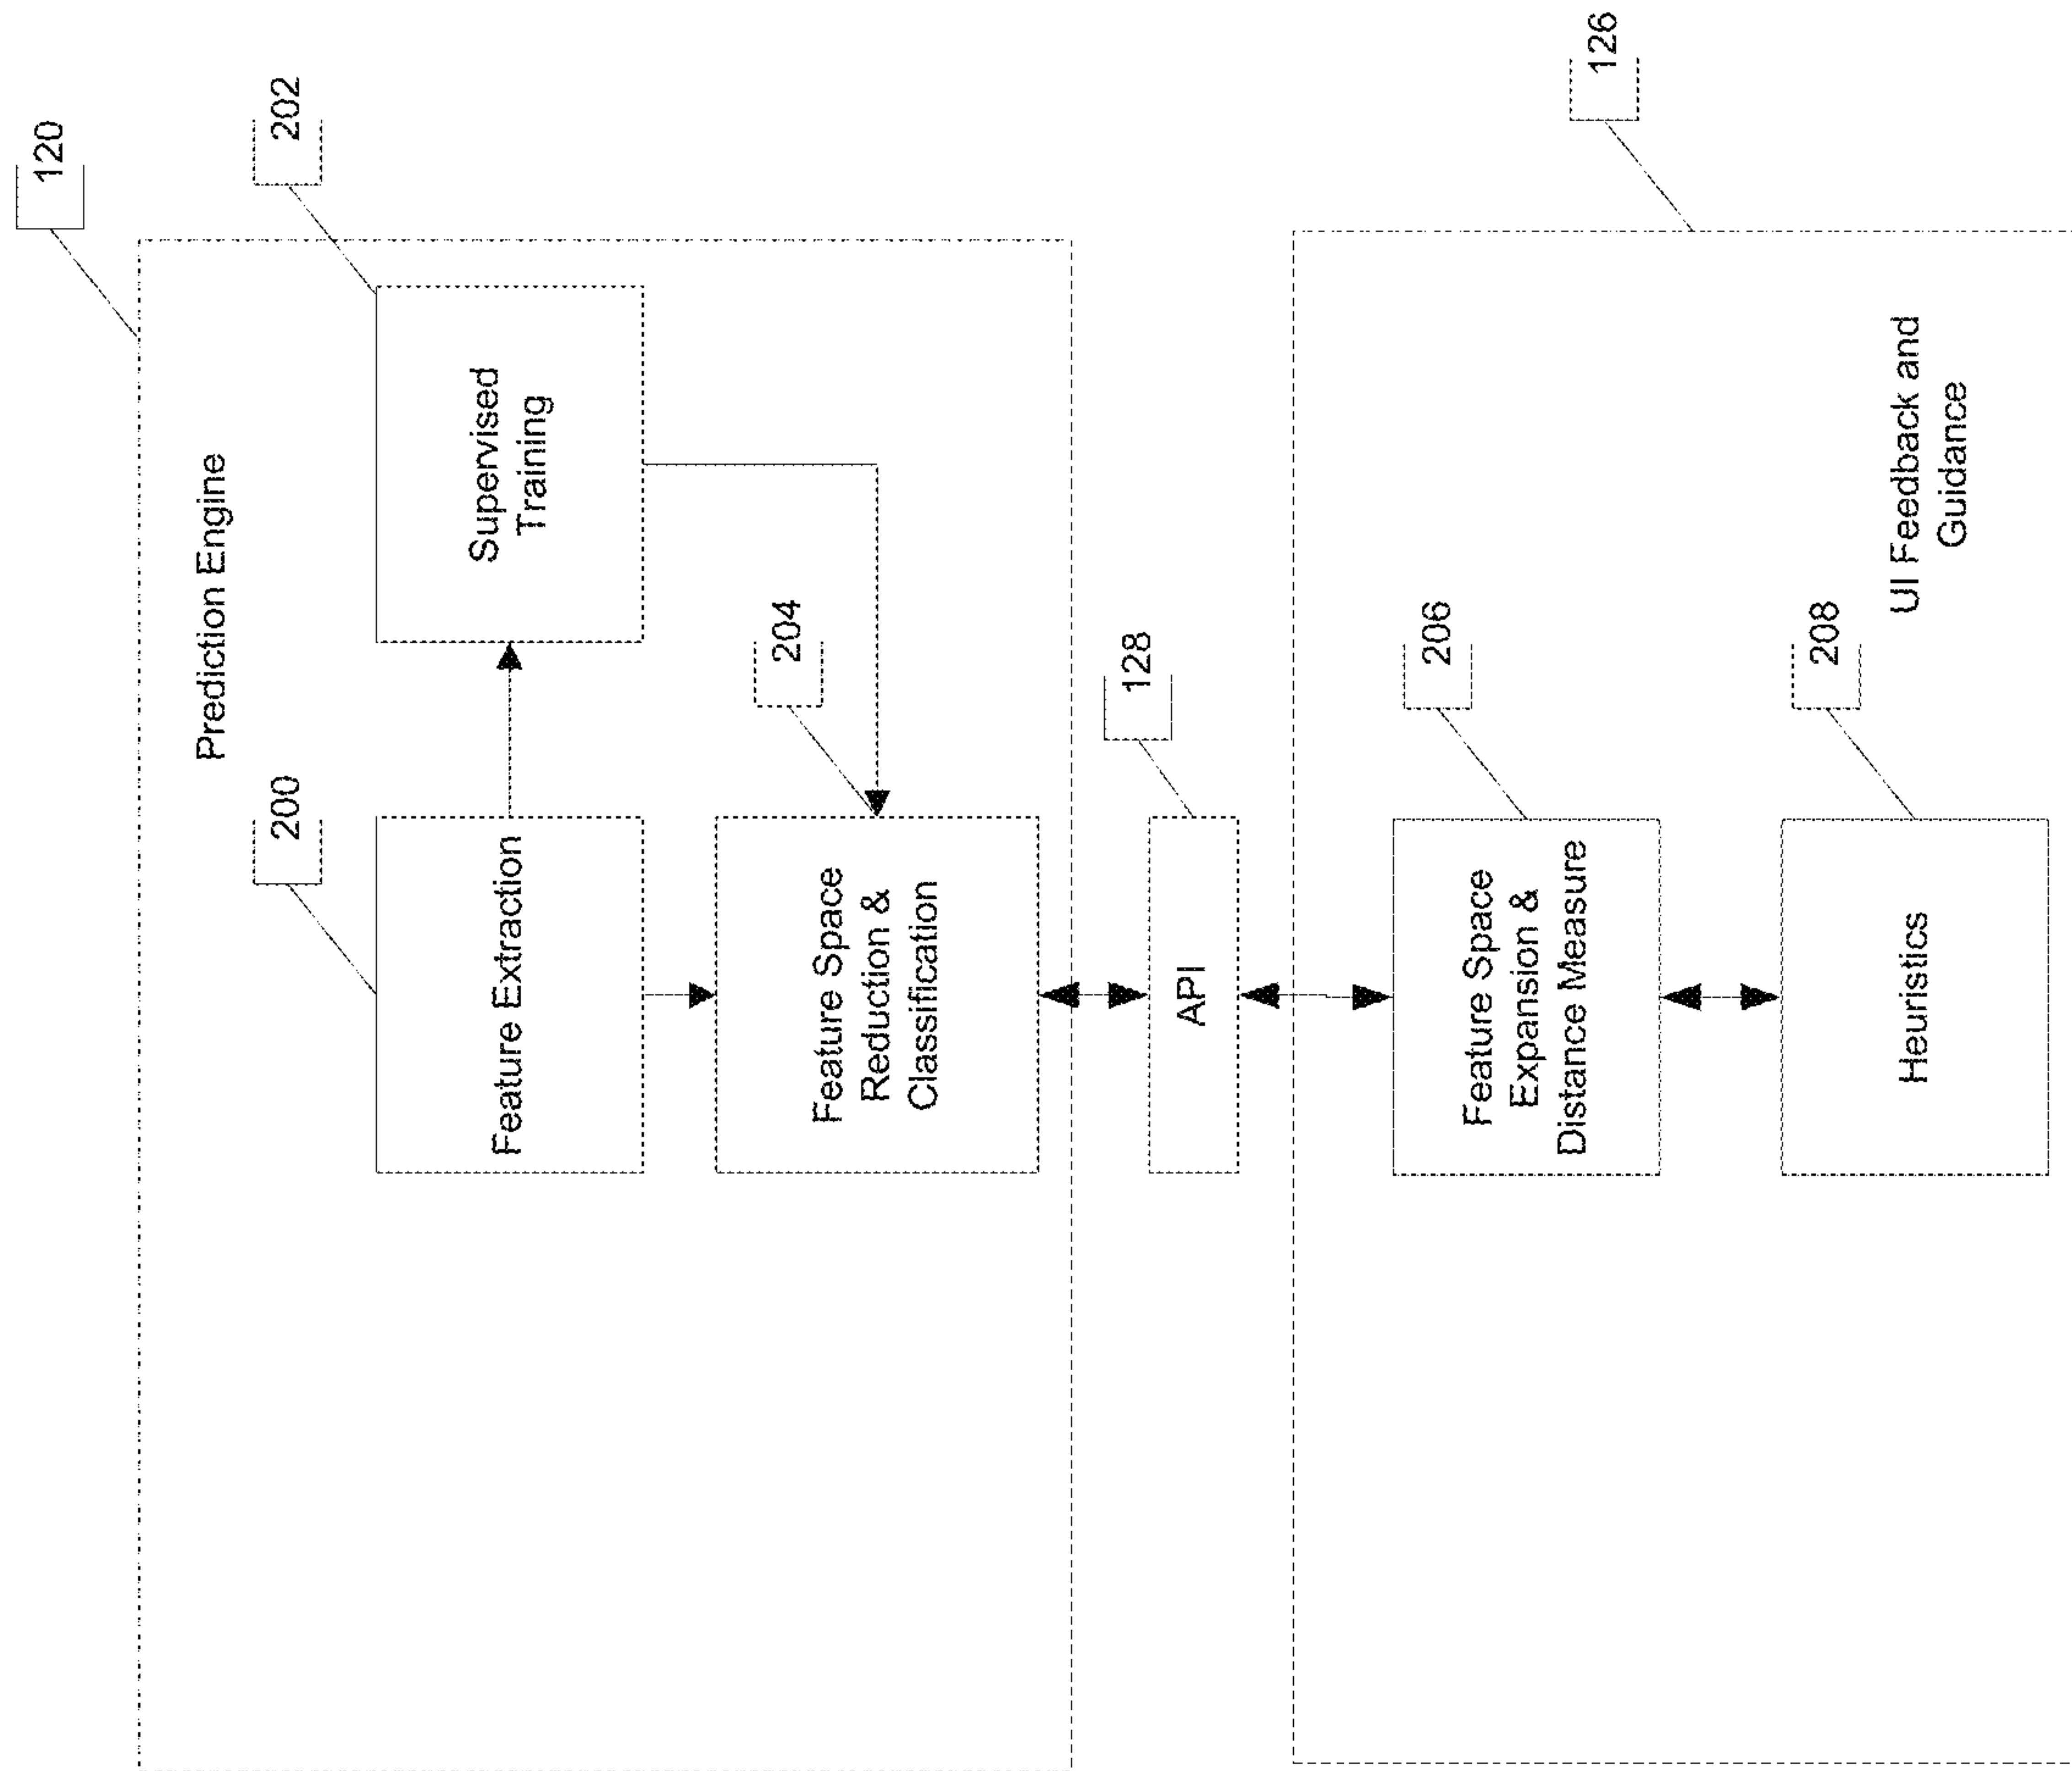 120
Prediction Engine
200
202
Feature Extraction
Supervised
Training
204
Feature Space
Reduction &
Classification
128
API
126
206
Feature Space
Expansion &
Distance Measure
208
Heuristics
UI Feedback and
Guidance